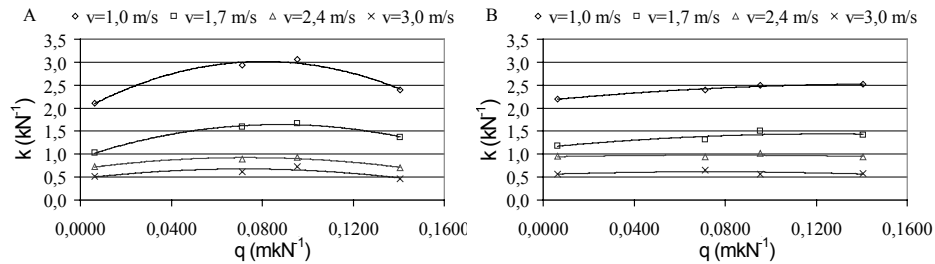 A ◇ v=1,0 m/s □ v=1,7 m/s △ v=2,4 m/s × v=3,0 m/s
3,5
3,0
2,5
2,0
1,5
1,0
0,5
0,0
k (kN⁻¹)
0,0000 0,0400 0,0800 0,1200 0,1600
q (mkN⁻¹)
B ◇ v=1,0 m/s □ v=1,7 m/s △ v=2,4 m/s × v=3,0 m/s
3,5
3,0
2,5
2,0
1,5
1,0
0,5
0,0
k (kN⁻¹)
0,0000 0,0400 0,0800 0,1200 0,1600
q (mkN⁻¹)